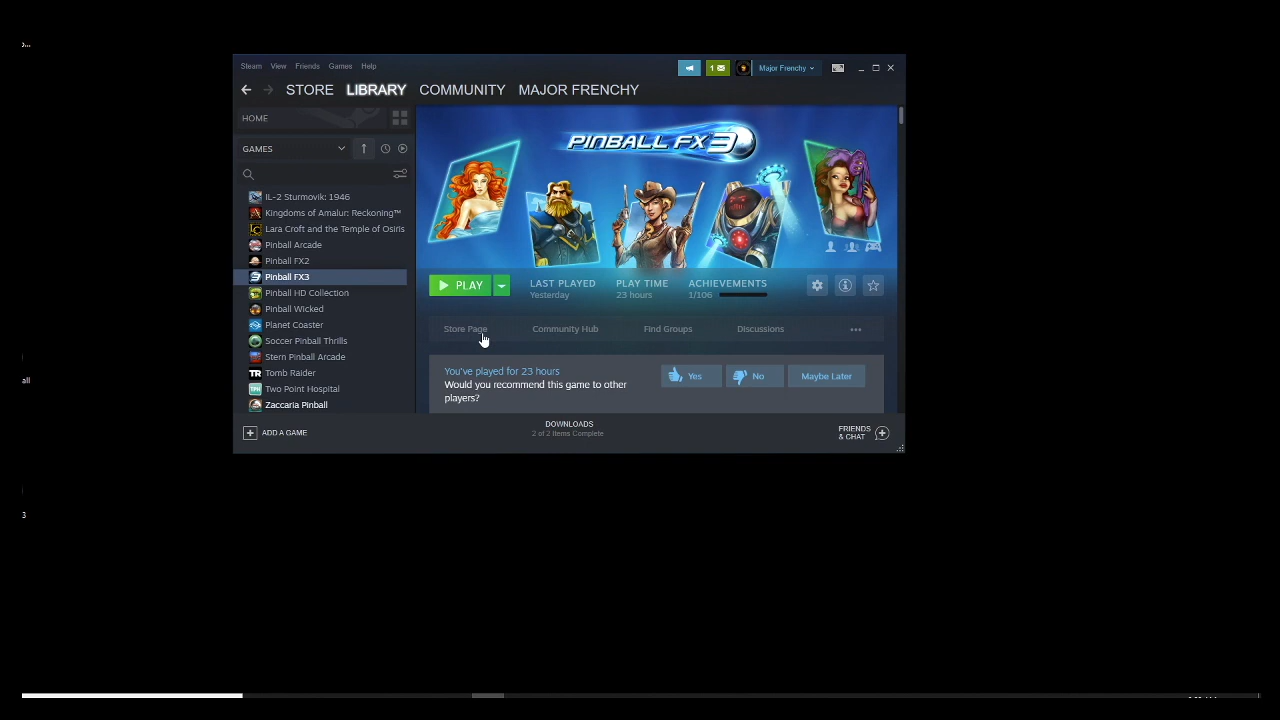 o...
Steam View Friends Games Help
1
Major Frenchy
STORE LIBRARY COMMUNITY MAJOR FRENCHY
HOME
GAMES
IL-2 Sturmovik: 1946
Kingdoms of Amalur: Reckoning™
Lara Croft and the Temple of Osiris
Pinball Arcade
Pinball FX2
Pinball FX3
Pinball HD Collection
Pinball Wicked
Planet Coaster
Soccer Pinball Thrills
Stern Pinball Arcade
Tomb Raider
Two Point Hospital
Zaccaria Pinball
PINBALL FX3
PLAY
LAST PLAYED
Yesterday
PLAY TIME
23 hours
ACHIEVEMENTS
1/106
Store Page Community Hub Find Groups Discussions ...
You've played for 23 hours
Would you recommend this game to other
players?
Yes No Maybe Later
ADD A GAME
DOWNLOADS
2 of 2 Items Complete
FRIENDS
& CHAT
all
3